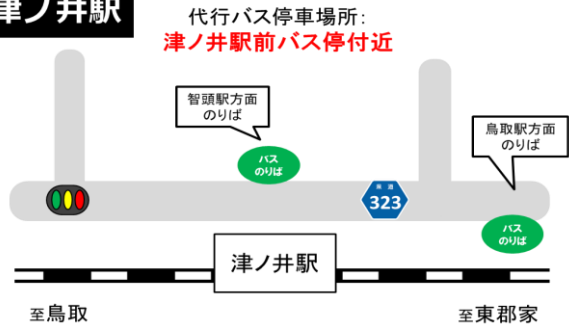 津ノ井駅
代行バス停車場所:
津ノ井駅前バス停付近
智頭駅方面
のりば
鳥取駅方面
のりば
バス
のりば
県道
323
バス
のりば
津ノ井駅
至鳥取
至東郡家